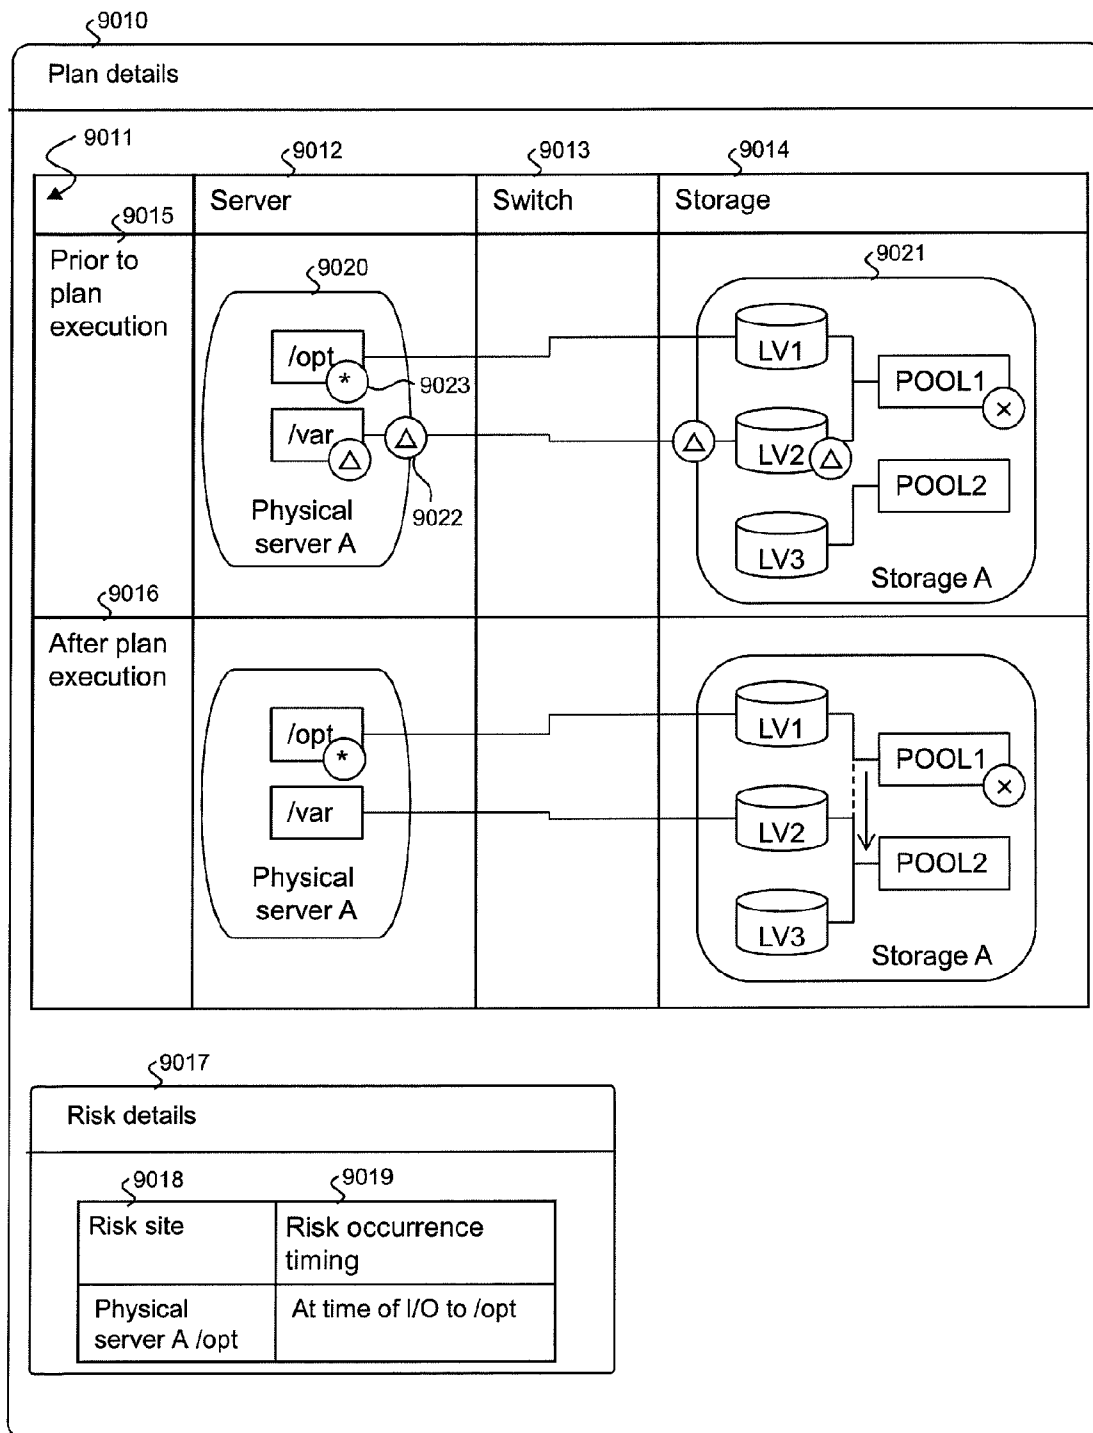 9010
Plan details
9011
9012
9013
9014
Server
Switch
Storage
9015
Prior to
plan
execution
9020
9021
/opt
*
9023
/var
△
△
9022
Physical
server A
△
LV1
LV2
△
LV3
POOL1
×
POOL2
Storage A
9016
After plan
execution
/opt
*
/var
Physical
server A
LV1
LV2
LV3
POOL1
×
POOL2
Storage A
9017
Risk details
9018
9019
Risk site
Risk occurrence
timing
Physical
server A /opt
At time of I/O to /opt